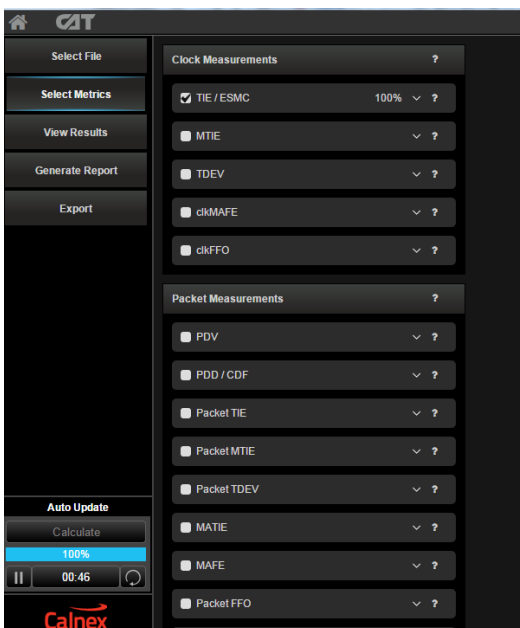 CAT
Select File
Select Metrics
View Results
Generate Report
Export
Clock Measurements ?
TIE / ESMC 100% ?
MTIE ?
TDEV ?
clkMAFE ?
clkFFO ?
Packet Measurements ?
PDV ?
PDD / CDF ?
Packet TIE ?
Packet MTIE ?
Packet TDEV ?
MATIE ?
MAFE ?
Packet FFO ?
Auto Update
Calculate
100%
00:46
Calnex